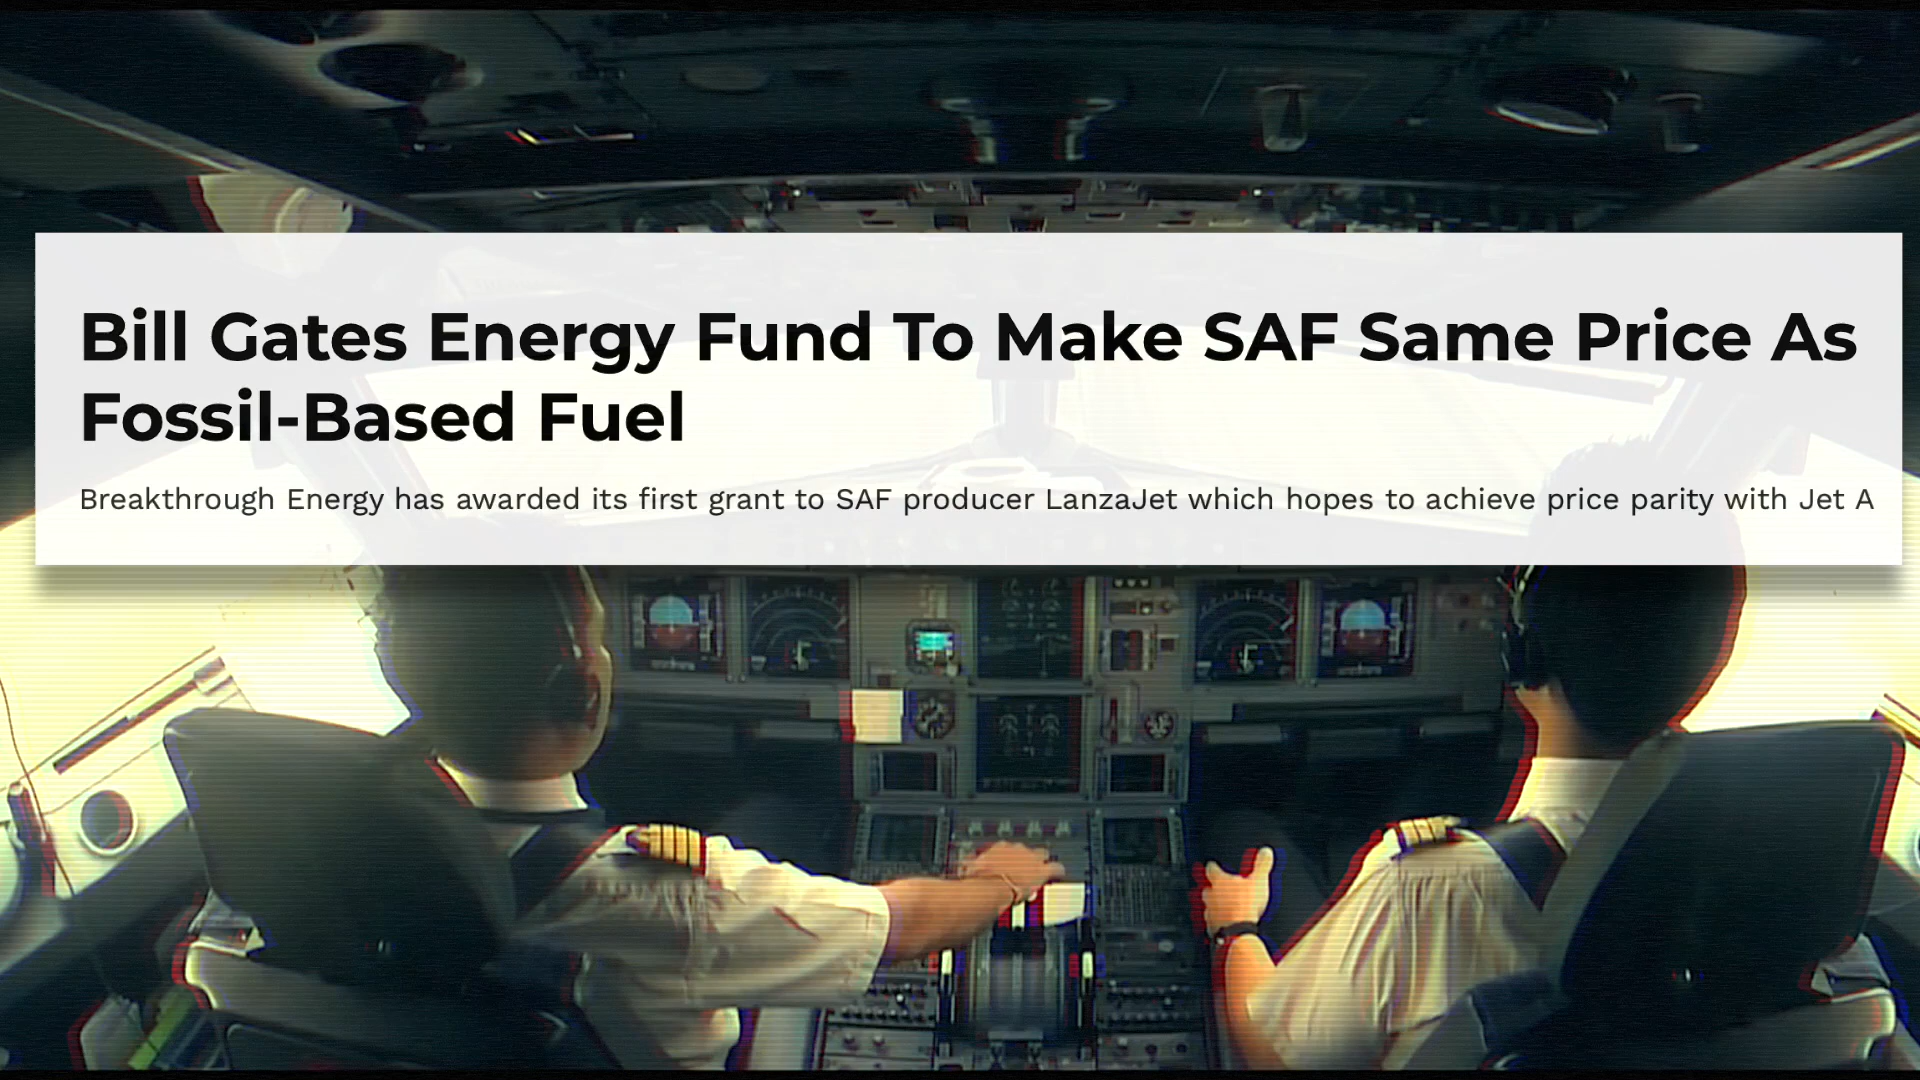 Bill Gates Energy Fund To Make SAF Same Price As
Fossil-Based Fuel
Breakthrough Energy has awarded its first grant to SAF producer LanzaJet which hopes to achieve price parity with Jet A